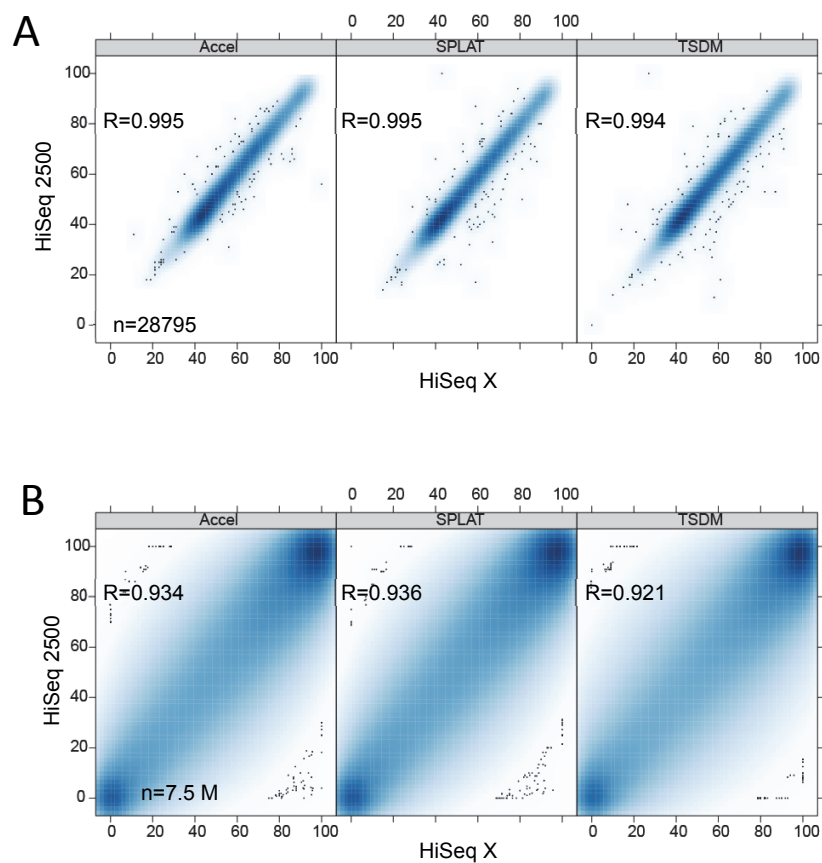 A
0 20 40 60 80 100
Accel SPLAT TSDM
100
80
60
40
20
0
HiSeq 2500
R=0.995 R=0.995 R=0.994
n=28795
0 20 40 60 80 100 0 20 40 60 80 100
HiSeq X
B
0 20 40 60 80 100
Accel SPLAT TSDM
100
80
60
40
20
0
HiSeq 2500
R=0.934 R=0.936 R=0.921
n=7.5 M
0 20 40 60 80 100 0 20 40 60 80 100
HiSeq X